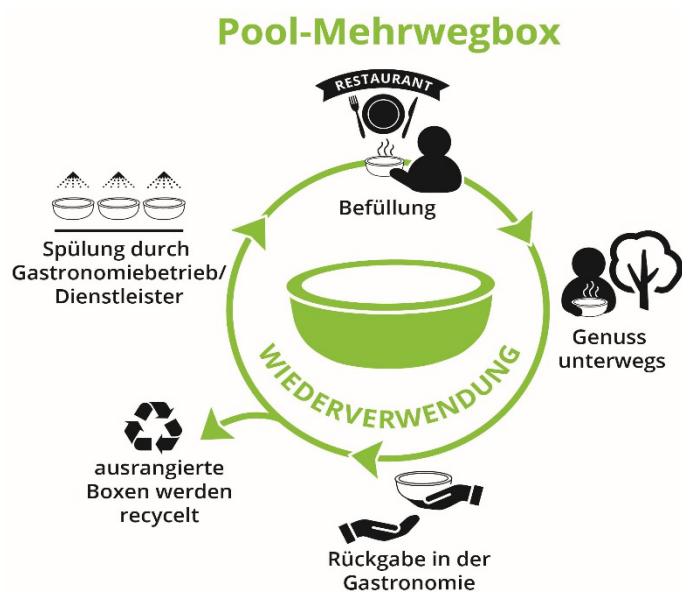 Pool-Mehrwegbox
RESTAURANT
Befüllung
Genuss
unterwegs
Rückgabe in der
Gastronomie
ausrangierte
Boxen werden
recycelt
Spülung durch
Gastronomiebetrieb/
Dienstleister
WIEDERVERWENDUNG